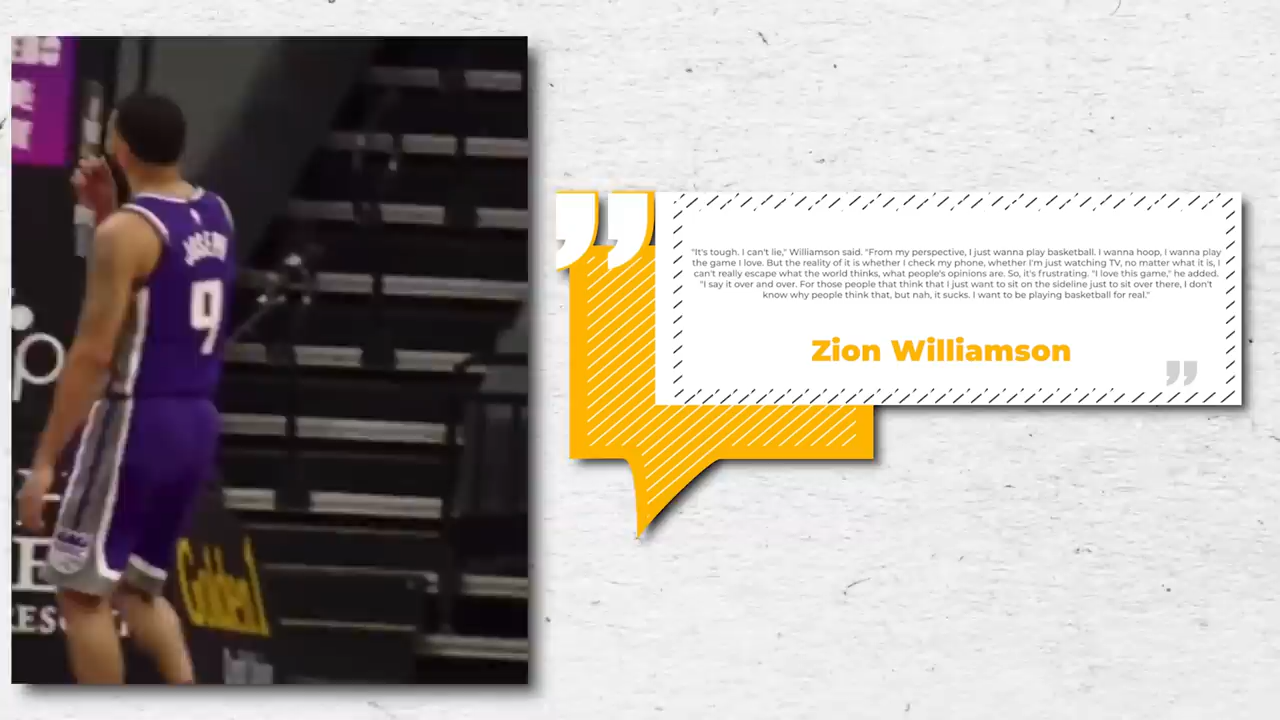 JOSEPH
9
Golden1
"It's tough. I can't lie," Williamson said. "From my perspective, I just wanna play basketball. I wanna hoop, I wanna play
the game I love. But the reality of it is whether I check my phone, whether I'm just watching TV, no matter what it is, I
can't really escape what the world thinks, what people's opinions are. So, it's frustrating. "I love this game," he added.
"I say it over and over. For those people that think that I just want to sit on the sideline just to sit over there, I don't
know why people think that, but nah, it sucks. I want to be playing basketball for real."
Zion Williamson